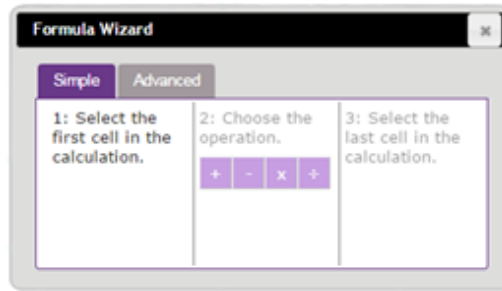 Formula Wizard ×
Simple Advanced
1: Select the
first cell in the
calculation.
2: Choose the
operation.
+ - x ÷
3: Select the
last cell in the
calculation.